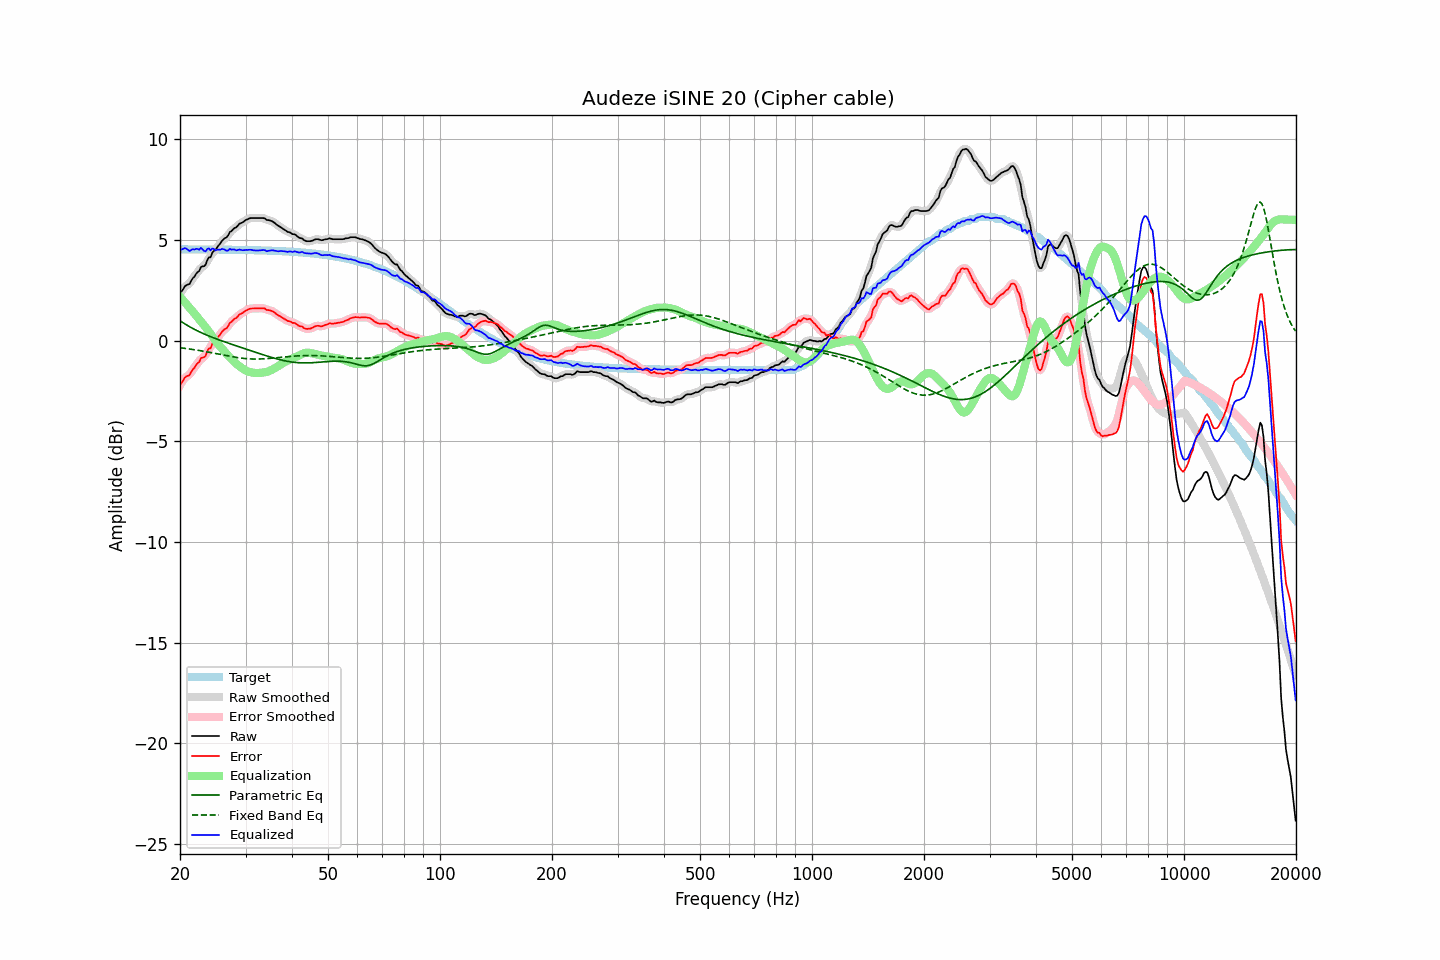 Audeze iSINE 20 (Cipher cable)
Amplitude (dBr)
10
5
0
−5
−10
−15
−20
−25
Target
Raw Smoothed
Error Smoothed
Raw
Error
Equalization
Parametric Eq
Fixed Band Eq
Equalized
20 50 100 200 500 1000 2000 5000 10000 20000
Frequency (Hz)